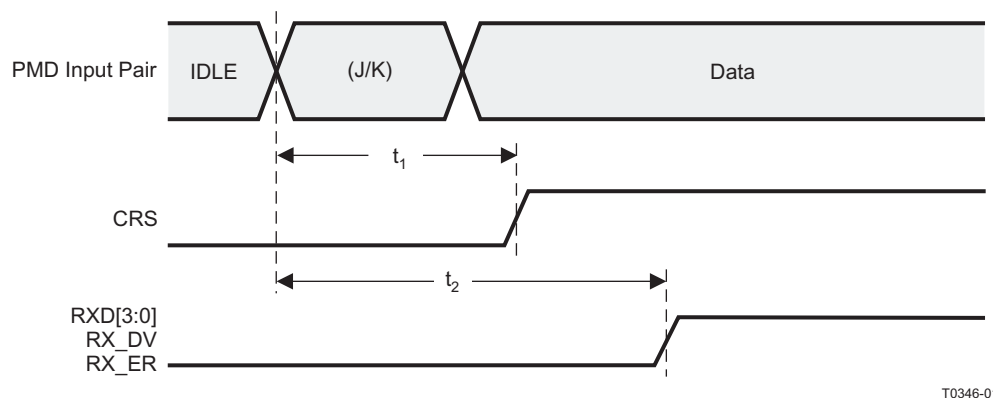 PMD Input Pair IDLE (J/K) Data
t1
CRS
t2
RXD[3:0]
RX_DV
RX_ER
T0346-0